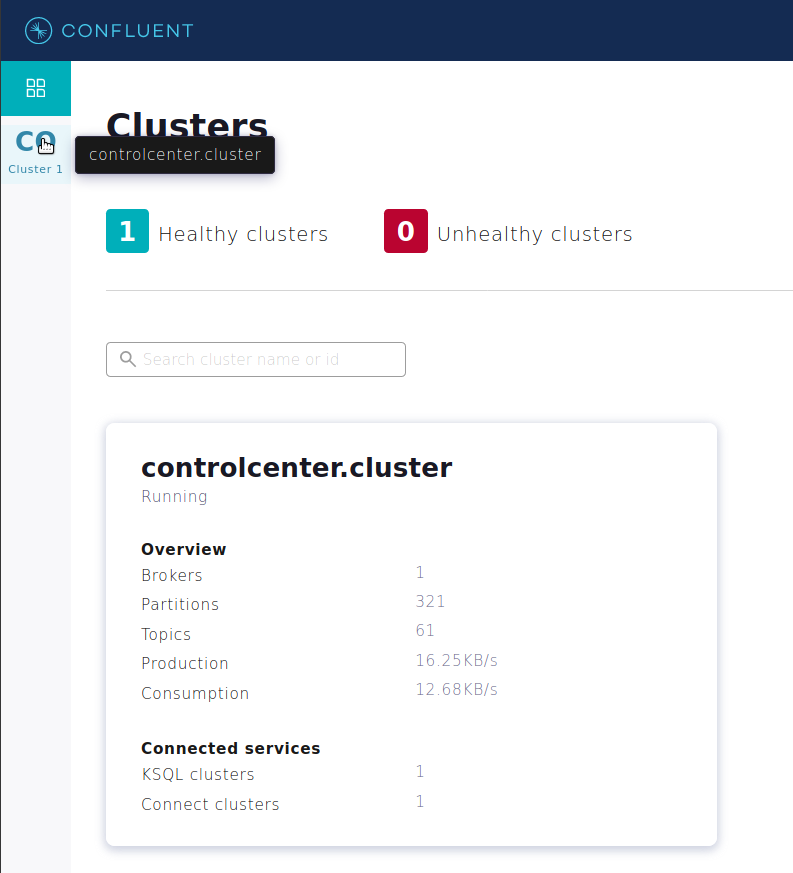 CONFLUENT
CO
Cluster 1
Clusters
controlcenter.cluster
1 Healthy clusters
0 Unhealthy clusters
Search cluster name or id
controlcenter.cluster
Running
Overview
Brokers 1
Partitions 321
Topics 61
Production 16.25KB/s
Consumption 12.68KB/s
Connected services
KSQL clusters 1
Connect clusters 1